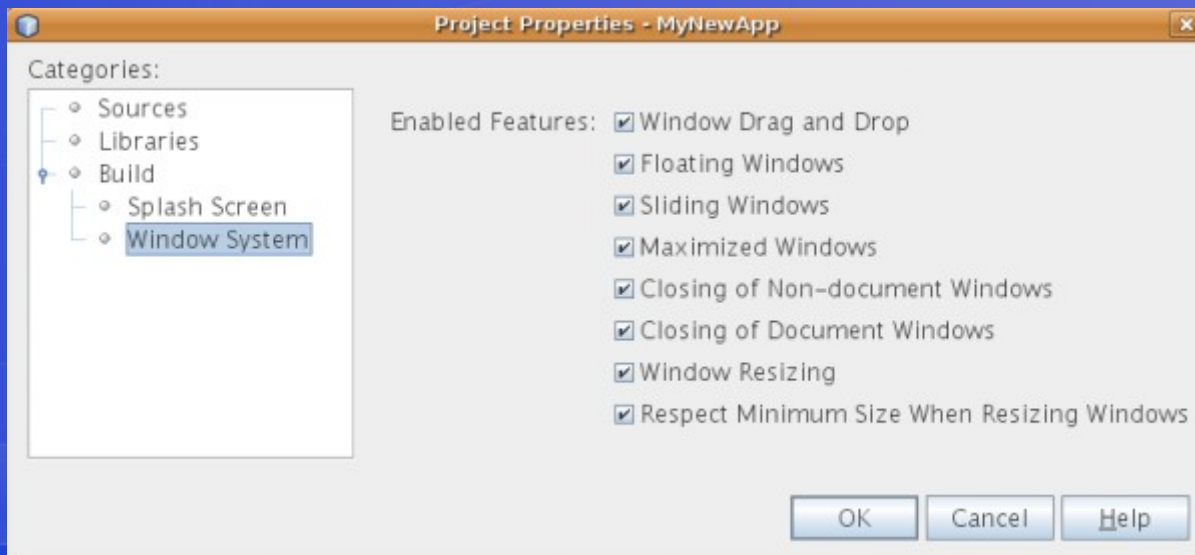 Project Properties - MyNewApp
Categories:
Sources
Libraries
Build
Splash Screen
Window System
Enabled Features:
Window Drag and Drop
Floating Windows
Sliding Windows
Maximized Windows
Closing of Non-document Windows
Closing of Document Windows
Window Resizing
Respect Minimum Size When Resizing Windows
OK
Cancel
Help